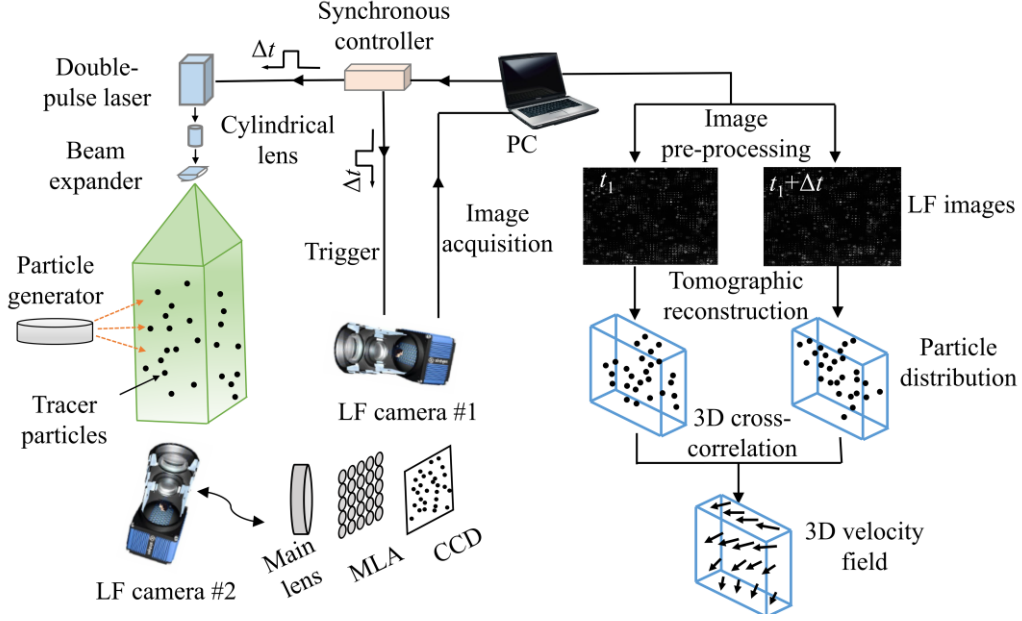 Synchronous
controller
Δt
Double-
pulse laser
Cylindrical
lens
Beam
expander
Δt
PC
Image
pre-processing
t1
t1+Δt
LF images
Trigger
Image
acquisition
Particle
generator
Tomographic
reconstruction
Particle
distribution
Tracer
particles
LF camera #1
3D cross-
correlation
Main
lens
MLA
CCD
3D velocity
field
LF camera #2